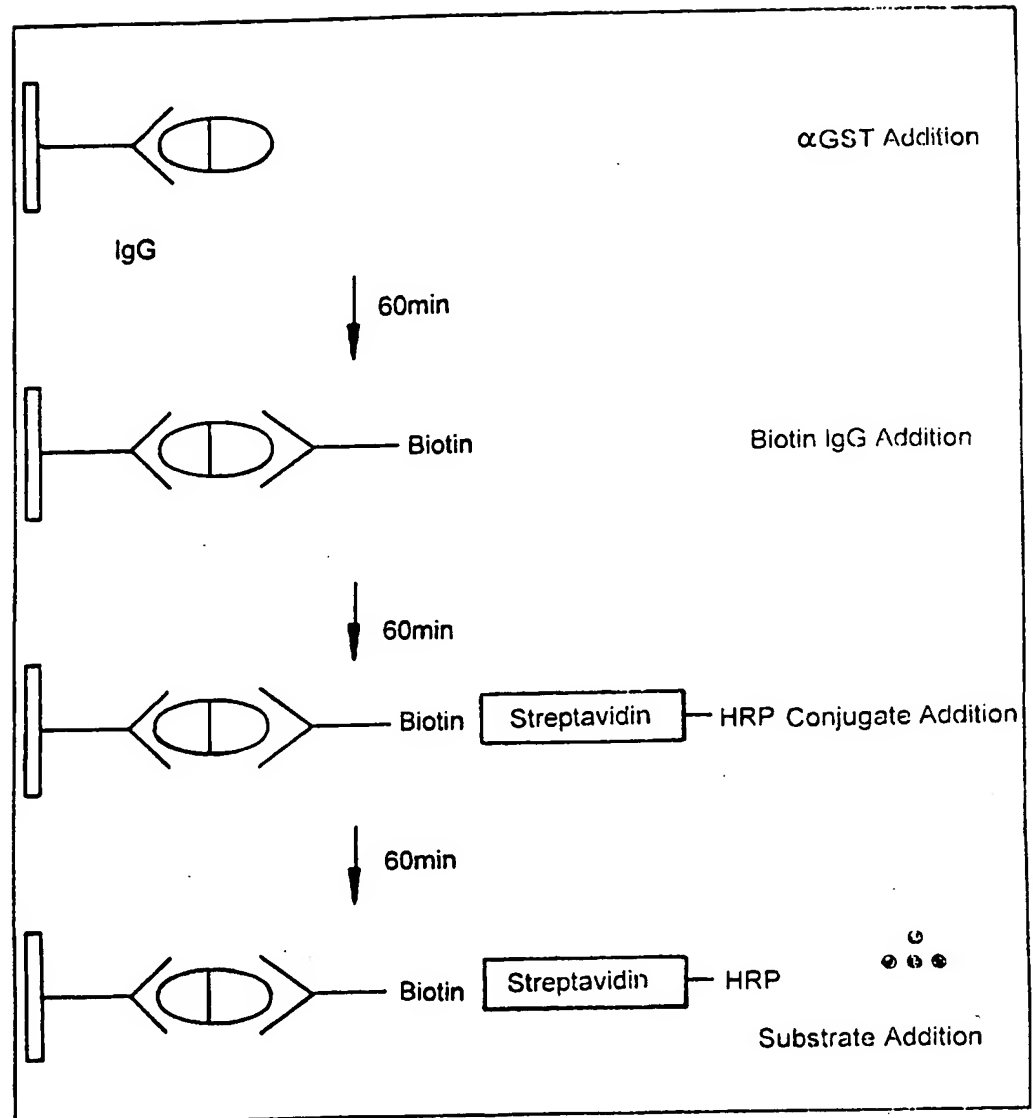 αGST Addition
IgG
60min
Biotin
Biotin IgG Addition
60min
Biotin
Streptavidin
HRP Conjugate Addition
60min
Biotin
Streptavidin
HRP
Substrate Addition